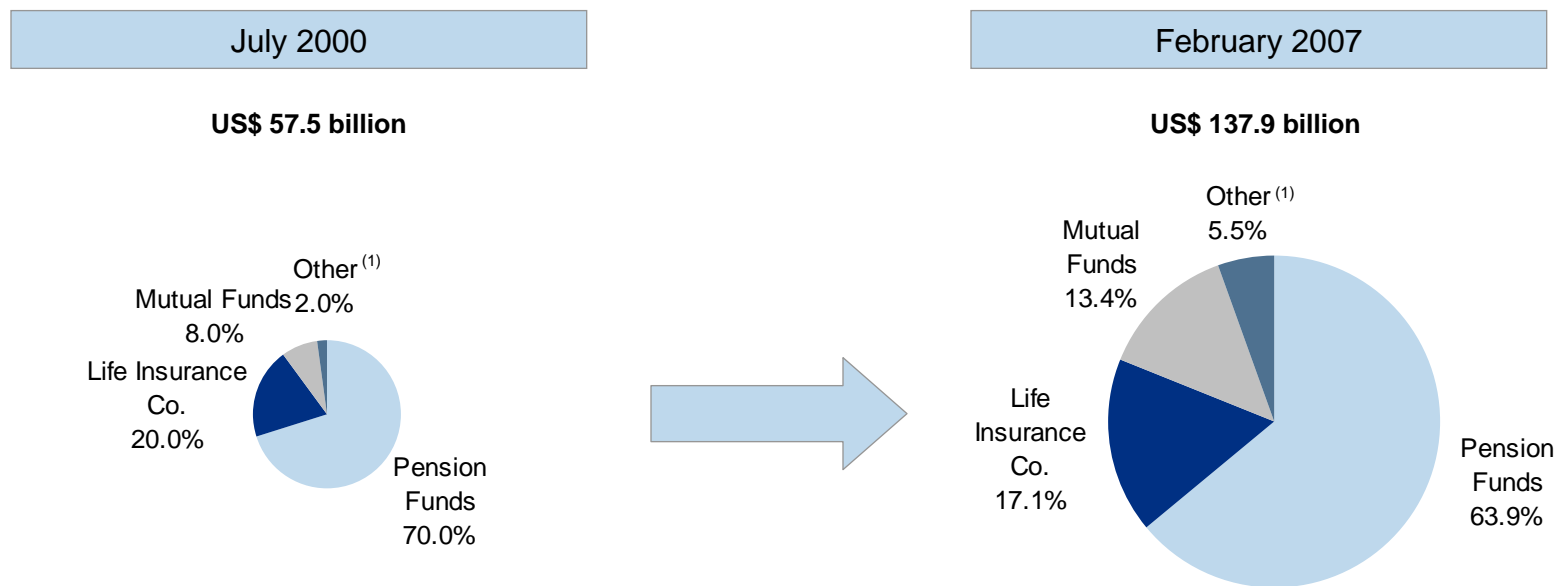 July 2000
US$ 57.5 billion
Other (1)
2.0%
Mutual Funds
8.0%
Life Insurance
Co.
20.0%
Pension
Funds
70.0%
February 2007
US$ 137.9 billion
Other (1)
5.5%
Mutual
Funds
13.4%
Life
Insurance
Co.
17.1%
Pension
Funds
63.9%